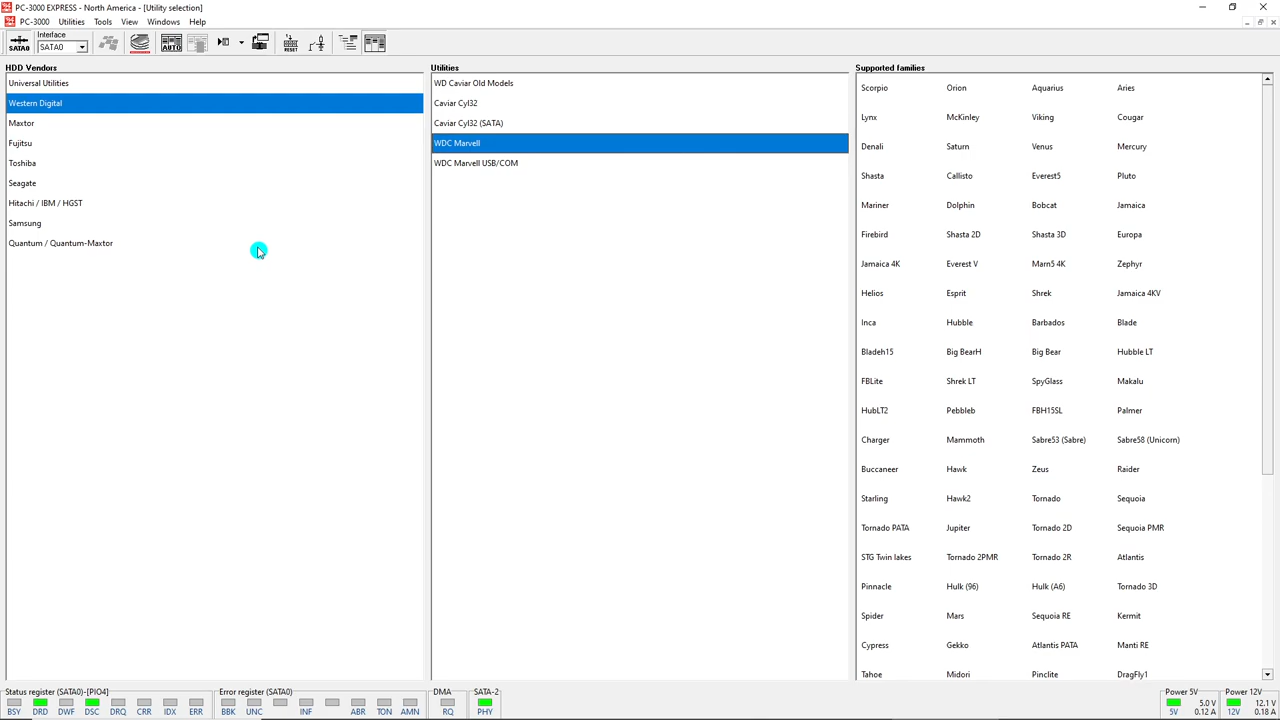 PC-3000 EXPRESS - North America - [Utility selection]
PC-3000 Utilities Tools View Windows Help
SATA0 Interface SATA0 AUTO RESET
HDD Vendors
Universal Utilities
Western Digital
Maxtor
Fujitsu
Toshiba
Seagate
Hitachi / IBM / HGST
Samsung
Quantum / Quantum-Maxtor
Utilities
WD Caviar Old Models
Caviar Cyl32
Caviar Cyl32 (SATA)
WDC Marvell
WDC Marvell USB/COM
Supported families
Scorpio Orion Aquarius Aries
Lynx McKinley Viking Cougar
Denali Saturn Venus Mercury
Shasta Callisto Everest5 Pluto
Mariner Dolphin Bobcat Jamaica
Firebird Shasta 2D Shasta 3D Europa
Jamaica 4K Everest V Marn5 4K Zephyr
Helios Esprit Shrek Jamaica 4KV
Inca Hubble Barbados Blade
Bladeh15 Big BearH Big Bear Hubble LT
FBLite Shrek LT SpyGlass Makalu
HubLT2 Pebbleb FBH15SL Palmer
Charger Mammoth Sabre53 (Sabre) Sabre58 (Unicorn)
Buccaneer Hawk Zeus Raider
Starling Hawk2 Tornado Sequoia
Tornado PATA Jupiter Tornado 2D Sequoia PMR
STG Twin lakes Tornado 2PMR Tornado 2R Atlantis
Pinnacle Hulk (96) Hulk (A6) Tornado 3D
Spider Mars Sequoia RE Kermit
Cypress Gekko Atlantis PATA Manti RE
Tahoe Midori Pinclite DragFly1
Status register (SATA0)-[PIO4]
BSY DRD DWF DSC DRQ CRR IDX ERR
Error register (SATA0)
BBK UNC INF ABR TON AMN
DMA
RQ
SATA-2
PHY
Power 5V
5.0 V
5V 0.12 A
Power 12V
12.1 V
12V 0.18 A